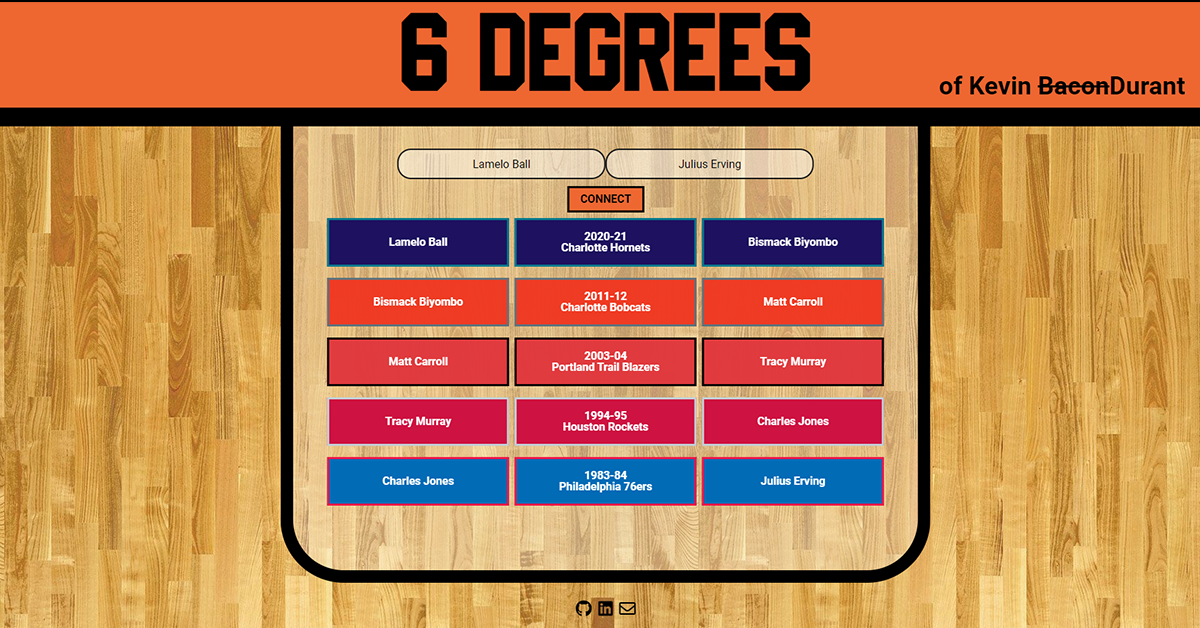 6 DEGREES
of Kevin BaconDurant
Lamelo Ball
Julius Erving
CONNECT
Lamelo Ball
2020-21
Charlotte Hornets
Bismack Biyombo
Bismack Biyombo
2011-12
Charlotte Bobcats
Matt Carroll
Matt Carroll
2003-04
Portland Trail Blazers
Tracy Murray
Tracy Murray
1994-95
Houston Rockets
Charles Jones
Charles Jones
1983-84
Philadelphia 76ers
Julius Erving
in